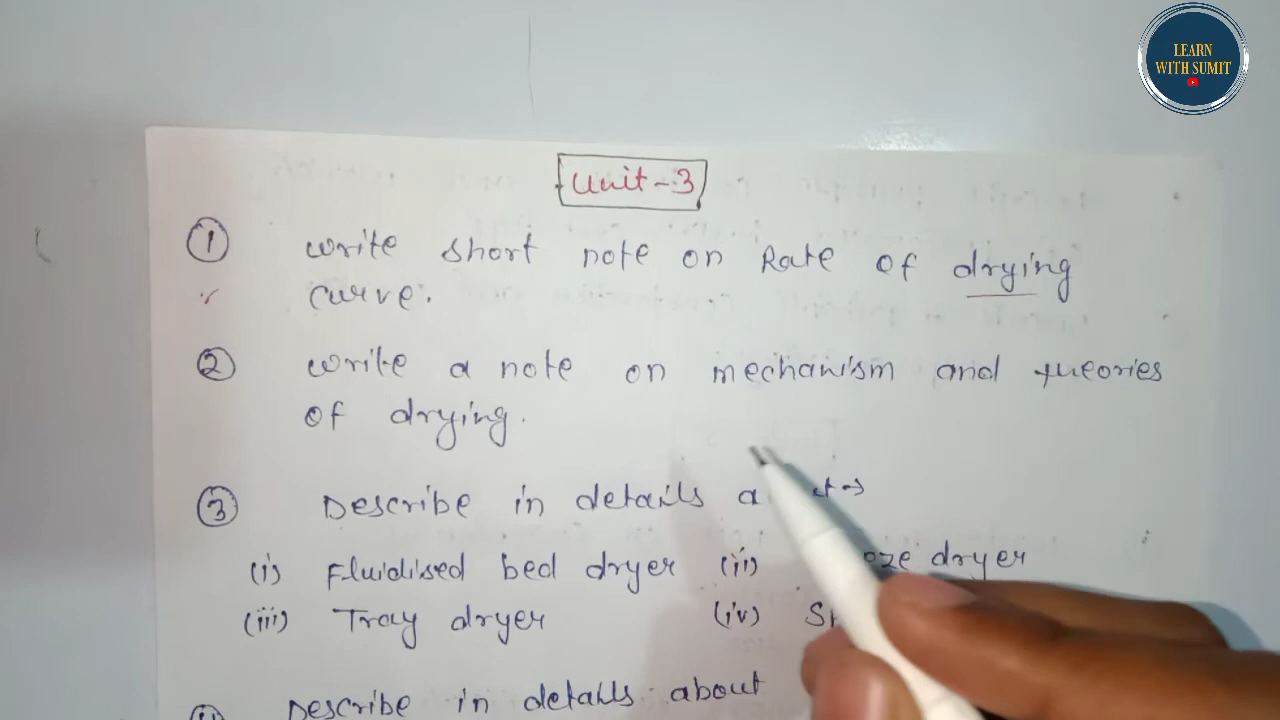 LEARN
WITH SUMIT
Unit-3
1 write short note on Rate of drying
curve.
2 write a note on mechanism and theories
of drying.
3 Describe in details
(i) Fluidised bed dryer (ii) dryer
(iii) Tray dryer (iv)
Describe in details about